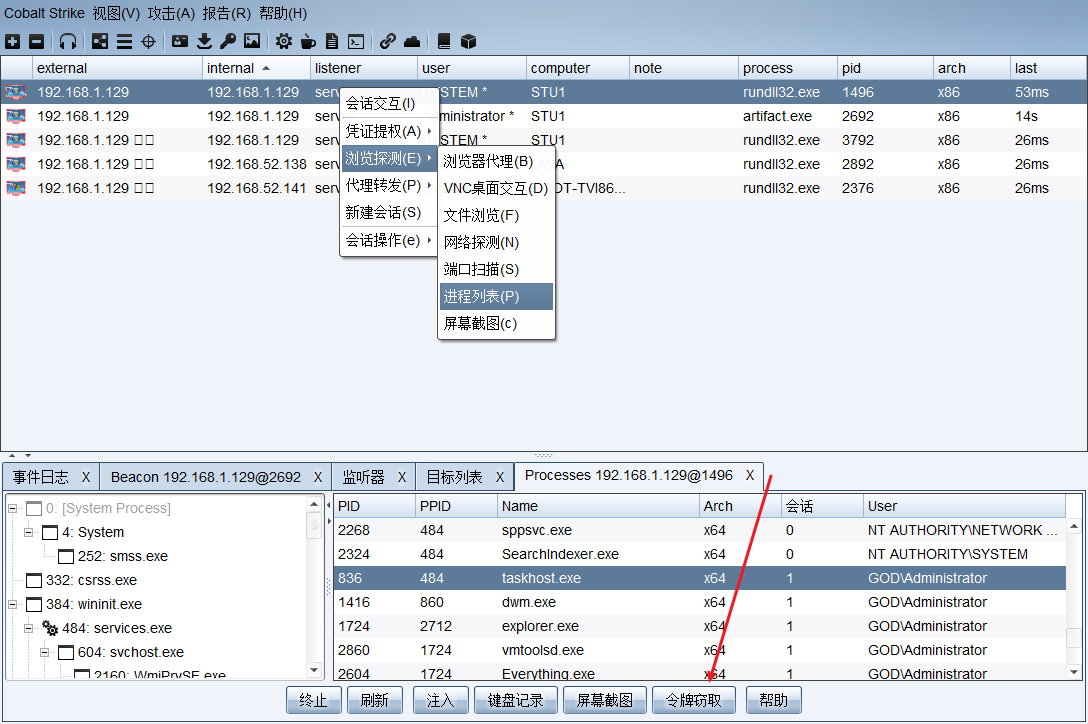 Cobalt Strike 视图(V) 攻击(A) 报告(R) 帮助(H)
external internal listener user computer note process pid arch last
192.168.1.129 192.168.1.129 serv STEM * STU1 rundll32.exe 1496 x86 53ms
192.168.1.129 192.168.1.129 serv ministrator * STU1 artifact.exe 2692 x86 14s
192.168.1.129 □□ 192.168.1.129 serv STEM * STU1 rundll32.exe 3792 x86 26ms
192.168.1.129 □□ 192.168.52.138 serv A rundll32.exe 2892 x86 26ms
192.168.1.129 □□ 192.168.52.141 serv OT-TVI86... rundll32.exe 2376 x86 26ms
会话交互(I)
凭证提权(A)
浏览探测(E)
代理转发(P)
新建会话(S)
会话操作(e)
浏览器代理(B)
VNC桌面交互(D)
文件浏览(F)
网络探测(N)
端口扫描(S)
进程列表(P)
屏幕截图(c)
事件日志 X Beacon 192.168.1.129@2692 X 监听器 X 目标列表 X Processes 192.168.1.129@1496 X
0: [System Process]
4: System
252: smss.exe
332: csrss.exe
384: wininit.exe
484: services.exe
604: svchost.exe
2160: WmiPrvSE.exe
PID PPID Name Arch 会话 User
2268 484 sppsvc.exe x64 0 NT AUTHORITY\NETWORK ...
2324 484 SearchIndexer.exe x64 0 NT AUTHORITY\SYSTEM
836 484 taskhost.exe x64 1 GOD\Administrator
1416 860 dwm.exe x64 1 GOD\Administrator
1724 2712 explorer.exe x64 1 GOD\Administrator
2860 1724 vmtoolsd.exe x64 1 GOD\Administrator
2604 1724 Everything.exe x64 1 GOD\Administrator
终止 刷新 注入 键盘记录 屏幕截图 令牌窃取 帮助